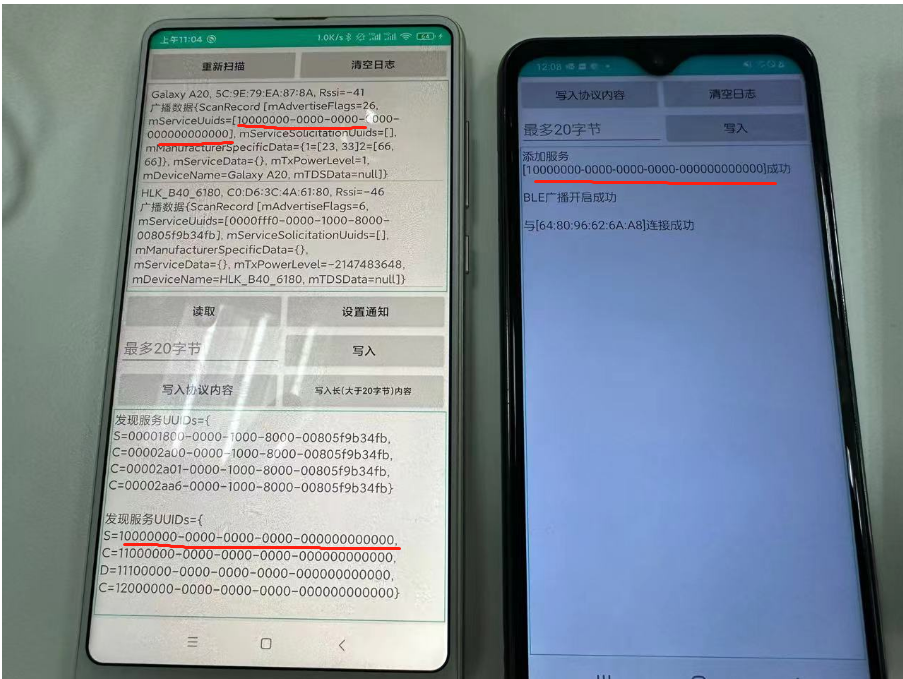 上午11:04
1.0K/s
64
重新扫描
清空日志
Galaxy A20, 5C:9E:79:EA:87:8A, Rssi=-41
广播数据{ScanRecord [mAdvertiseFlags=26,
mServiceUuids=[10000000-0000-0000-0000-
000000000000], mServiceSolicitationUuids=[],
mManufacturerSpecificData={1=[23, 33]2=[66,
66]}, mServiceData={}, mTxPowerLevel=1,
mDeviceName=Galaxy A20, mTDSData=null]}
HLK_B40_6180, C0:D6:3C:4A:61:80, Rssi=-46
广播数据{ScanRecord [mAdvertiseFlags=6,
mServiceUuids=[0000fff0-0000-1000-8000-
00805f9b34fb], mServiceSolicitationUuids=[],
mManufacturerSpecificData={},
mServiceData={}, mTxPowerLevel=-2147483648,
mDeviceName=HLK_B40_6180, mTDSData=null]}
读取
设置通知
最多20字节
写入
写入协议内容
写入长(大于20字节)内容
发现服务UUIDs={
S=00001800-0000-1000-8000-00805f9b34fb,
C=00002a00-0000-1000-8000-00805f9b34fb,
C=00002a01-0000-1000-8000-00805f9b34fb,
C=00002aa6-0000-1000-8000-00805f9b34fb}
发现服务UUIDs={
S=10000000-0000-0000-0000-000000000000,
C=11000000-0000-0000-0000-000000000000,
D=11100000-0000-0000-0000-000000000000,
C=12000000-0000-0000-0000-000000000000}
12:08
写入协议内容
清空日志
最多20字节
写入
添加服务
[10000000-0000-0000-0000-000000000000]成功
BLE广播开启成功
与[64:80:96:62:6A:A8]连接成功